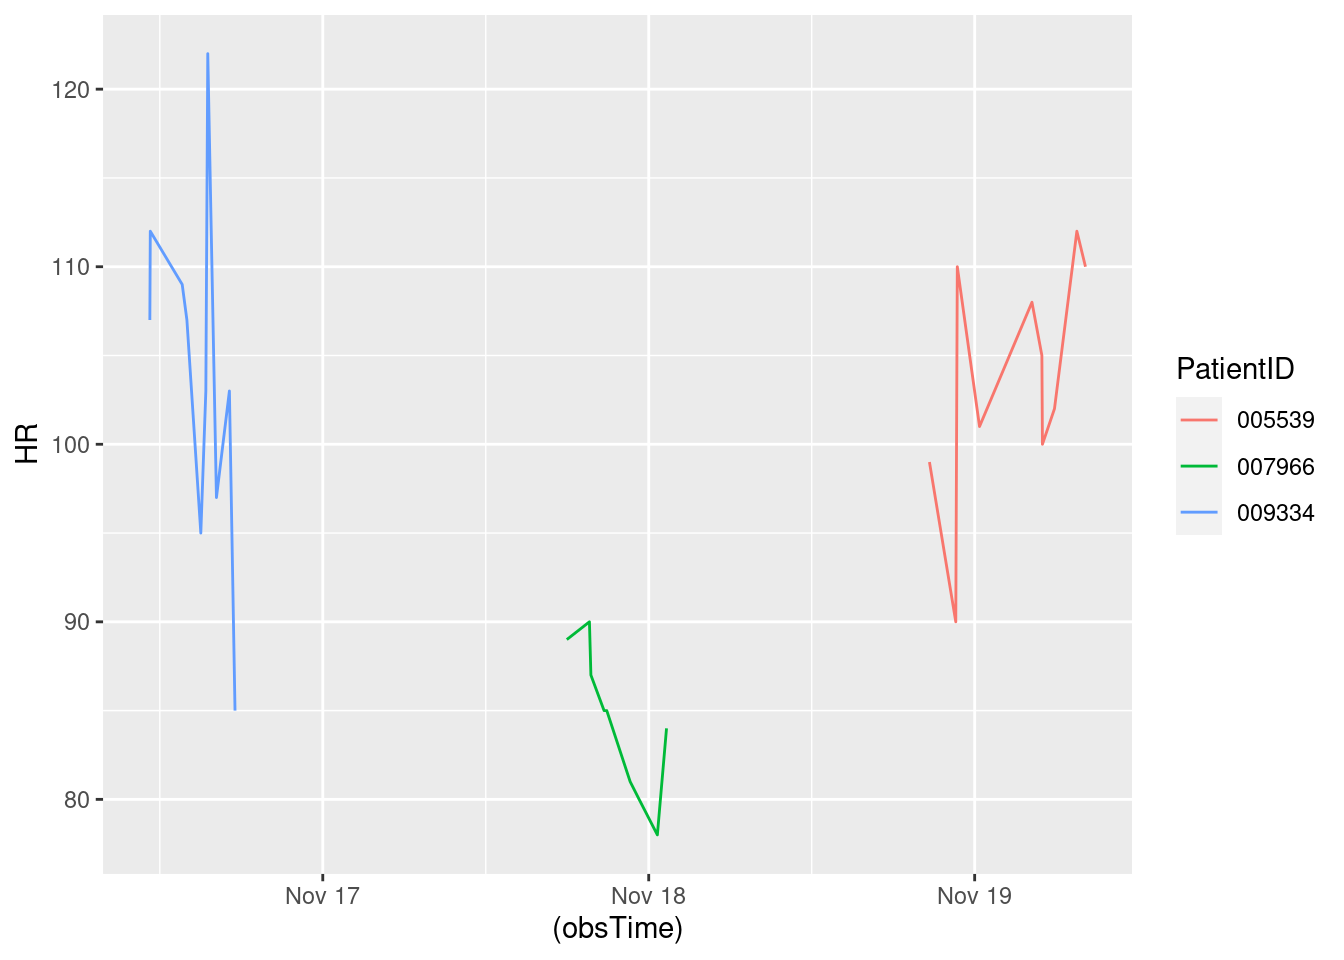 120
110
100
90
80
HR
Nov 17
Nov 18
Nov 19
(obsTime)
PatientID
005539
007966
009334